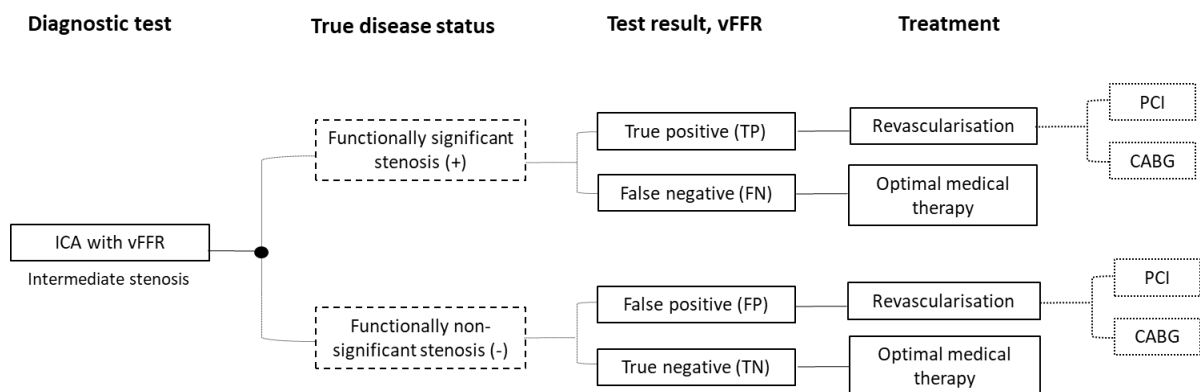 Diagnostic test
True disease status
Test result, vFFR
Treatment
ICA with vFFR
Intermediate stenosis
Functionally significant
stenosis (+)
True positive (TP)
Revascularisation
PCI
CABG
False negative (FN)
Optimal medical
therapy
Functionally non-
significant stenosis (-)
False positive (FP)
Revascularisation
PCI
CABG
True negative (TN)
Optimal medical
therapy